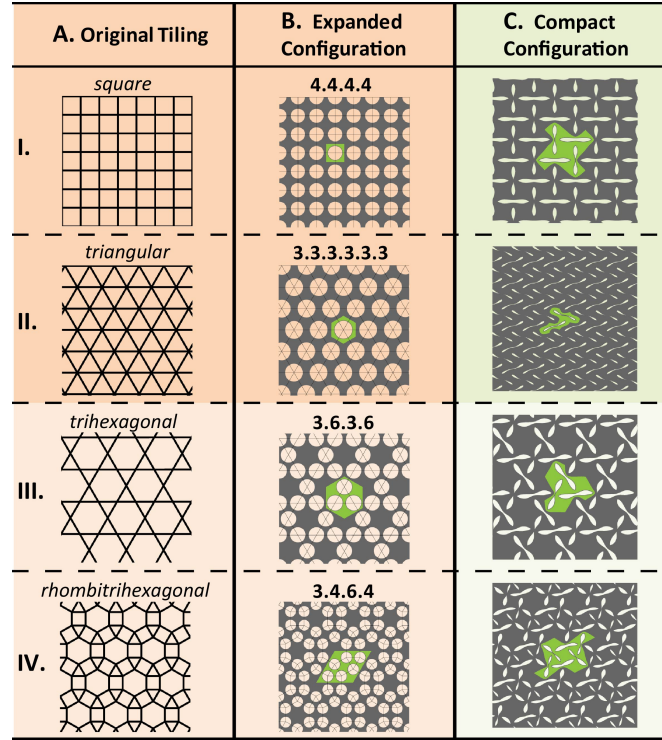 A. Original Tiling
B. Expanded
Configuration
C. Compact
Configuration
I.
square
4.4.4.4
II.
triangular
3.3.3.3.3.3
III.
trihexagonal
3.6.3.6
IV.
rhombitrihexagonal
3.4.6.4